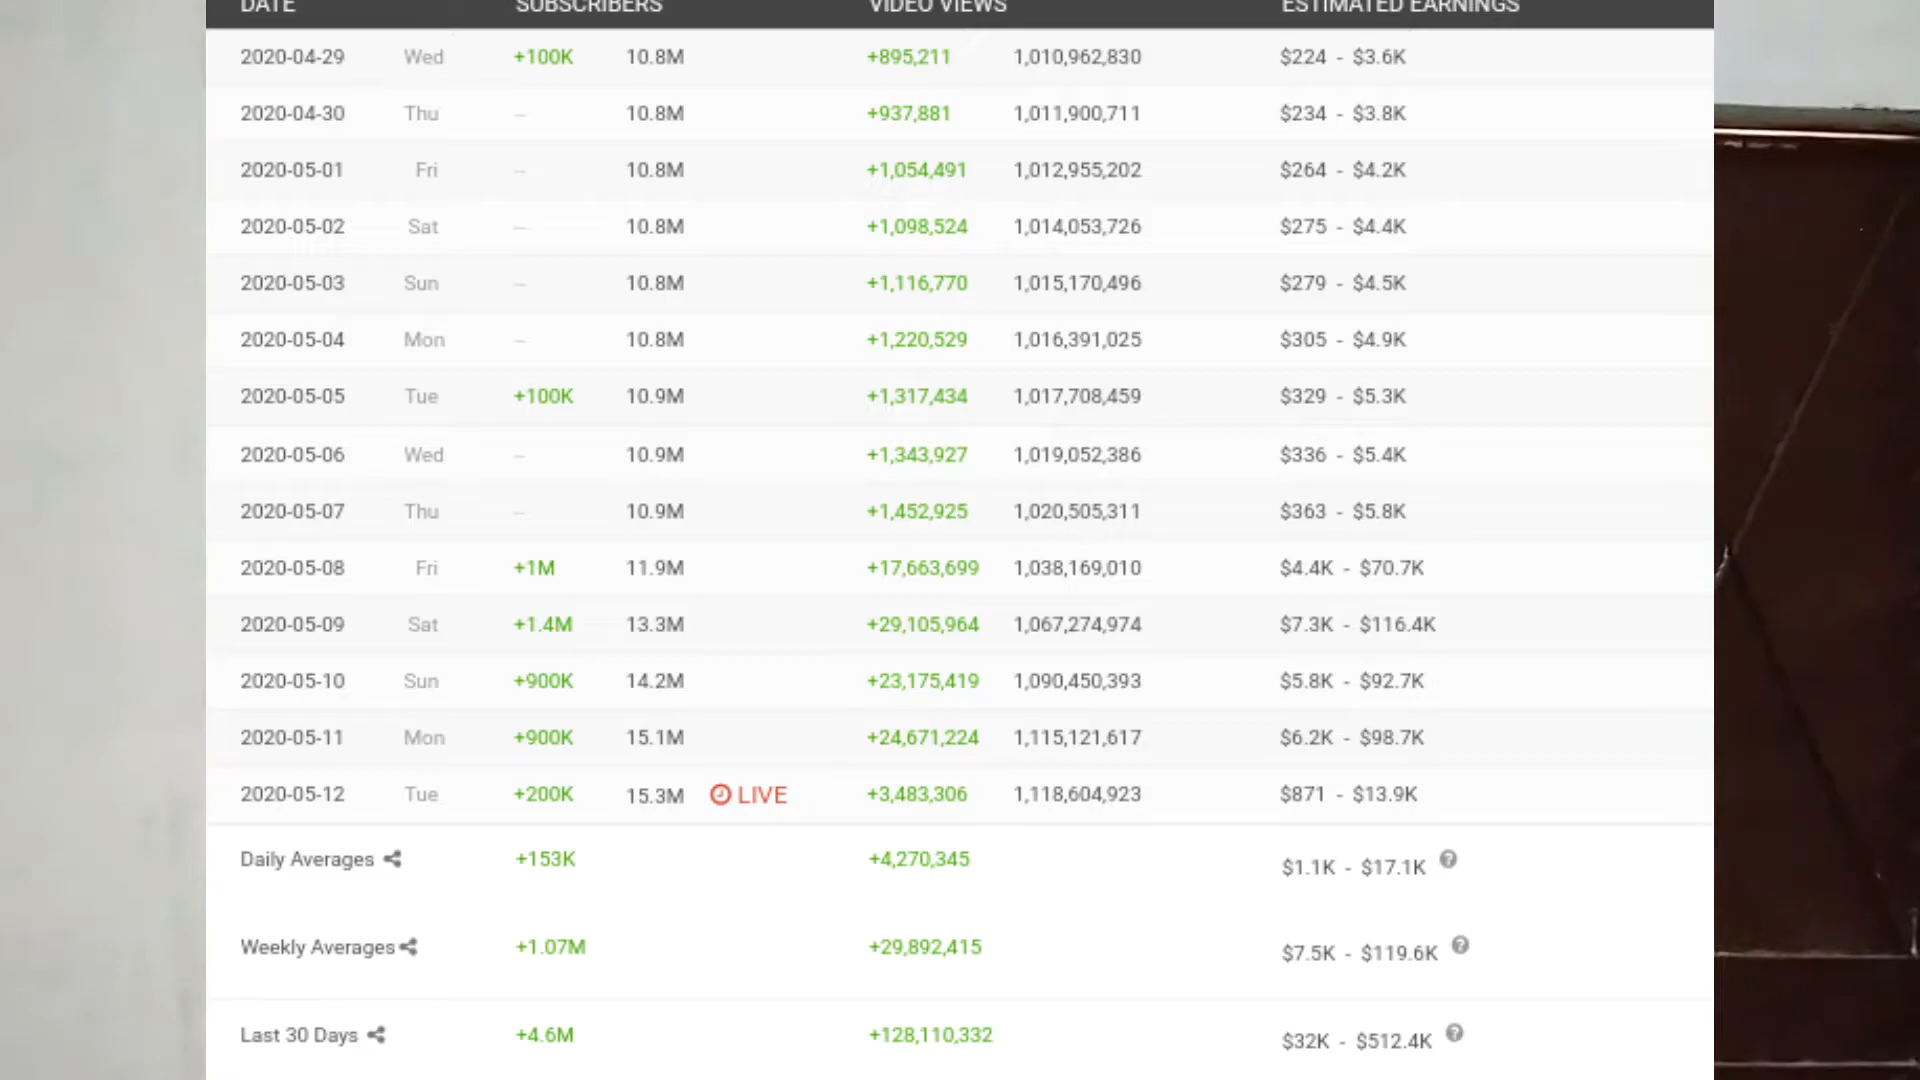 DATE SUBSCRIBERS VIDEO VIEWS ESTIMATED EARNINGS
2020-04-29 Wed +100K 10.8M +895,211 1,010,962,830 $224 - $3.6K
2020-04-30 Thu -- 10.8M +937,881 1,011,900,711 $234 - $3.8K
2020-05-01 Fri -- 10.8M +1,054,491 1,012,955,202 $264 - $4.2K
2020-05-02 Sat -- 10.8M +1,098,524 1,014,053,726 $275 - $4.4K
2020-05-03 Sun -- 10.8M +1,116,770 1,015,170,496 $279 - $4.5K
2020-05-04 Mon -- 10.8M +1,220,529 1,016,391,025 $305 - $4.9K
2020-05-05 Tue +100K 10.9M +1,317,434 1,017,708,459 $329 - $5.3K
2020-05-06 Wed -- 10.9M +1,343,927 1,019,052,386 $336 - $5.4K
2020-05-07 Thu -- 10.9M +1,452,925 1,020,505,311 $363 - $5.8K
2020-05-08 Fri +1M 11.9M +17,663,699 1,038,169,010 $4.4K - $70.7K
2020-05-09 Sat +1.4M 13.3M +29,105,964 1,067,274,974 $7.3K - $116.4K
2020-05-10 Sun +900K 14.2M +23,175,419 1,090,450,393 $5.8K - $92.7K
2020-05-11 Mon +900K 15.1M +24,671,224 1,115,121,617 $6.2K - $98.7K
2020-05-12 Tue +200K 15.3M LIVE +3,483,306 1,118,604,923 $871 - $13.9K
Daily Averages +153K +4,270,345 $1.1K - $17.1K
Weekly Averages +1.07M +29,892,415 $7.5K - $119.6K
Last 30 Days +4.6M +128,110,332 $32K - $512.4K